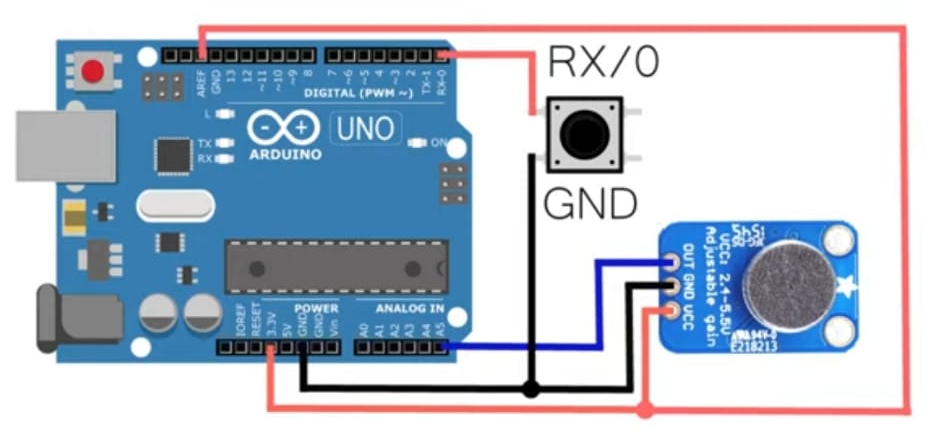 RX/0
AREF
GND
13
12
~11
~10
~9
8
7
~6
~5
4
~3
2
TX-1
RX-0
DIGITAL (PWM ~)
L
TX
RX
ARDUINO
UNO
ON
GND
OUT
GND
VCC
VCC: 2.4-5.5V
Adjustable gain
E218213
POWER
ANALOG IN
IOREF
RESET
3.3V
5V
GND
GND
Vin
A0
A1
A2
A3
A4
A5